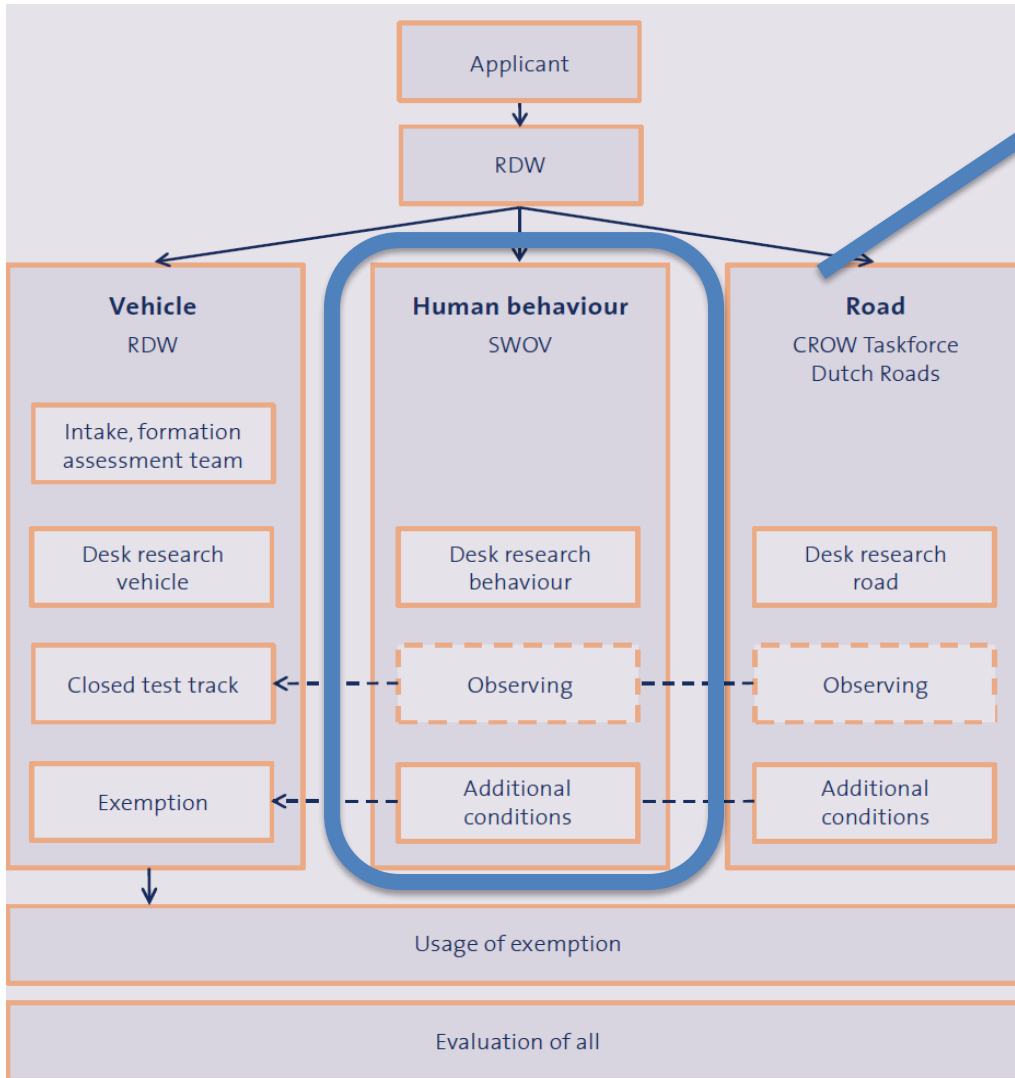 Applicant
RDW
Vehicle
RDW
Intake, formation
assessment team
Desk research
vehicle
Closed test track
Exemption
Human behaviour
SWOV
Desk research
behaviour
Observing
Additional
conditions
Road
CROW Taskforce
Dutch Roads
Desk research
road
Observing
Additional
conditions
Usage of exemption
Evaluation of all